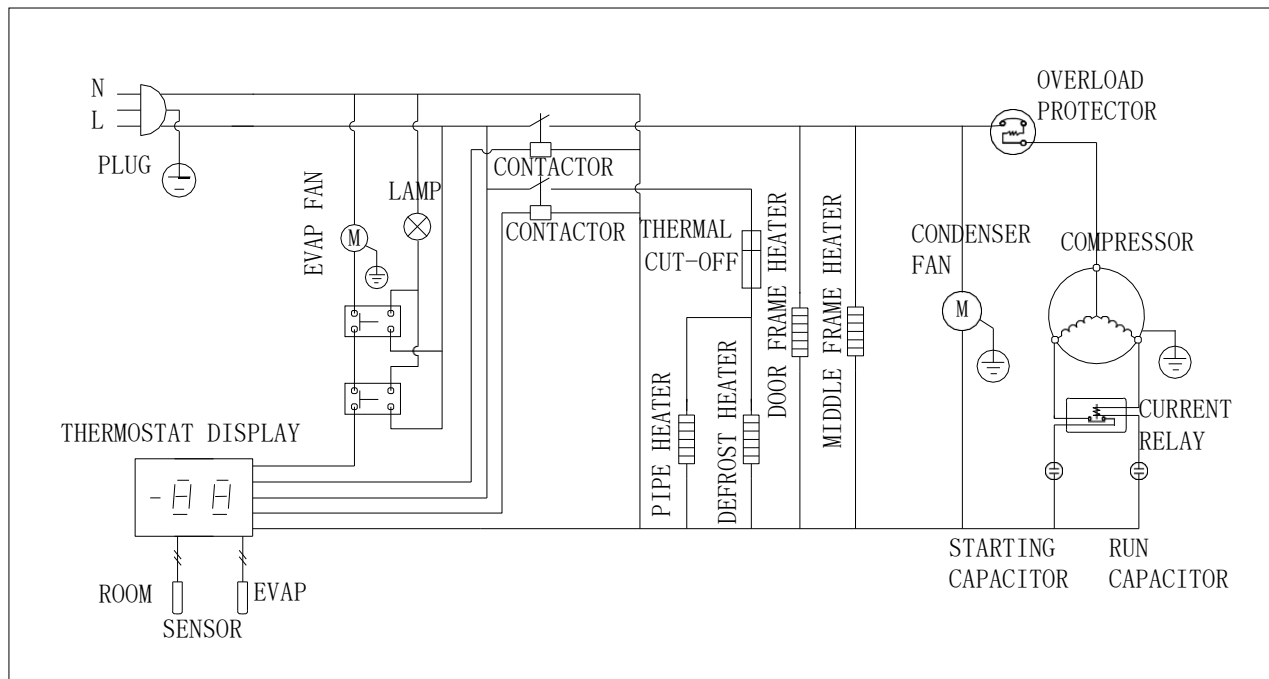 N
L
PLUG
EVAP FAN
M
LAMP
CONTACTOR
CONTACTOR
THERMAL
CUT-OFF
PIPE HEATER
DEFROST HEATER
DOOR FRAME HEATER
MIDDLE FRAME HEATER
CONDENSER
FAN
M
OVERLOAD
PROTECTOR
COMPRESSOR
CURRENT
RELAY
STARTING
CAPACITOR
RUN
CAPACITOR
THERMOSTAT DISPLAY
-88
ROOM
EVAP
SENSOR